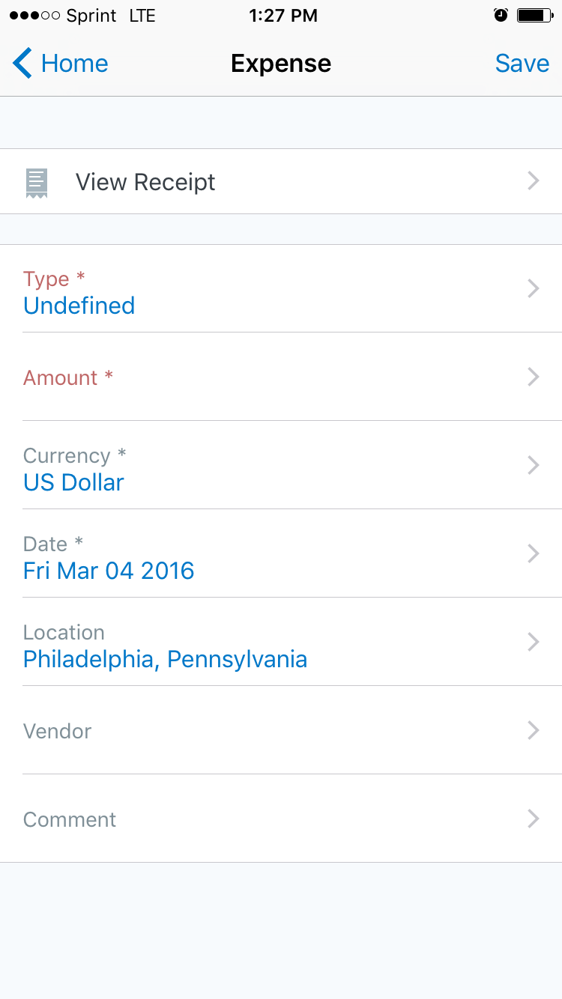 Sprint LTE 1:27 PM
Home Expense Save
View Receipt
Type *
Undefined
Amount *
Currency *
US Dollar
Date *
Fri Mar 04 2016
Location
Philadelphia, Pennsylvania
Vendor
Comment